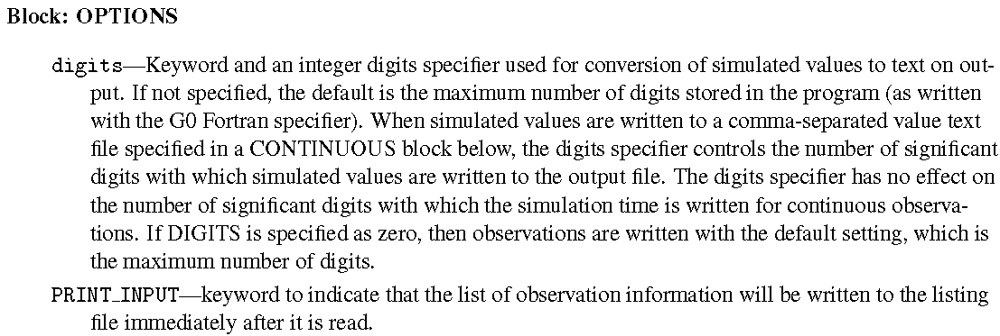 Block: OPTIONS
digits—Keyword and an integer digits specifier used for conversion of simulated values to text on out-
put. If not specified, the default is the maximum number of digits stored in the program (as written
with the G0 Fortran specifier). When simulated values are written to a comma-separated value text
file specified in a CONTINUOUS block below, the digits specifier controls the number of significant
digits with which simulated values are written to the output file. The digits specifier has no effect on
the number of significant digits with which the simulation time is written for continuous observa-
tions. If DIGITS is specified as zero, then observations are written with the default setting, which is
the maximum number of digits.
PRINT_INPUT—keyword to indicate that the list of observation information will be written to the listing
file immediately after it is read.